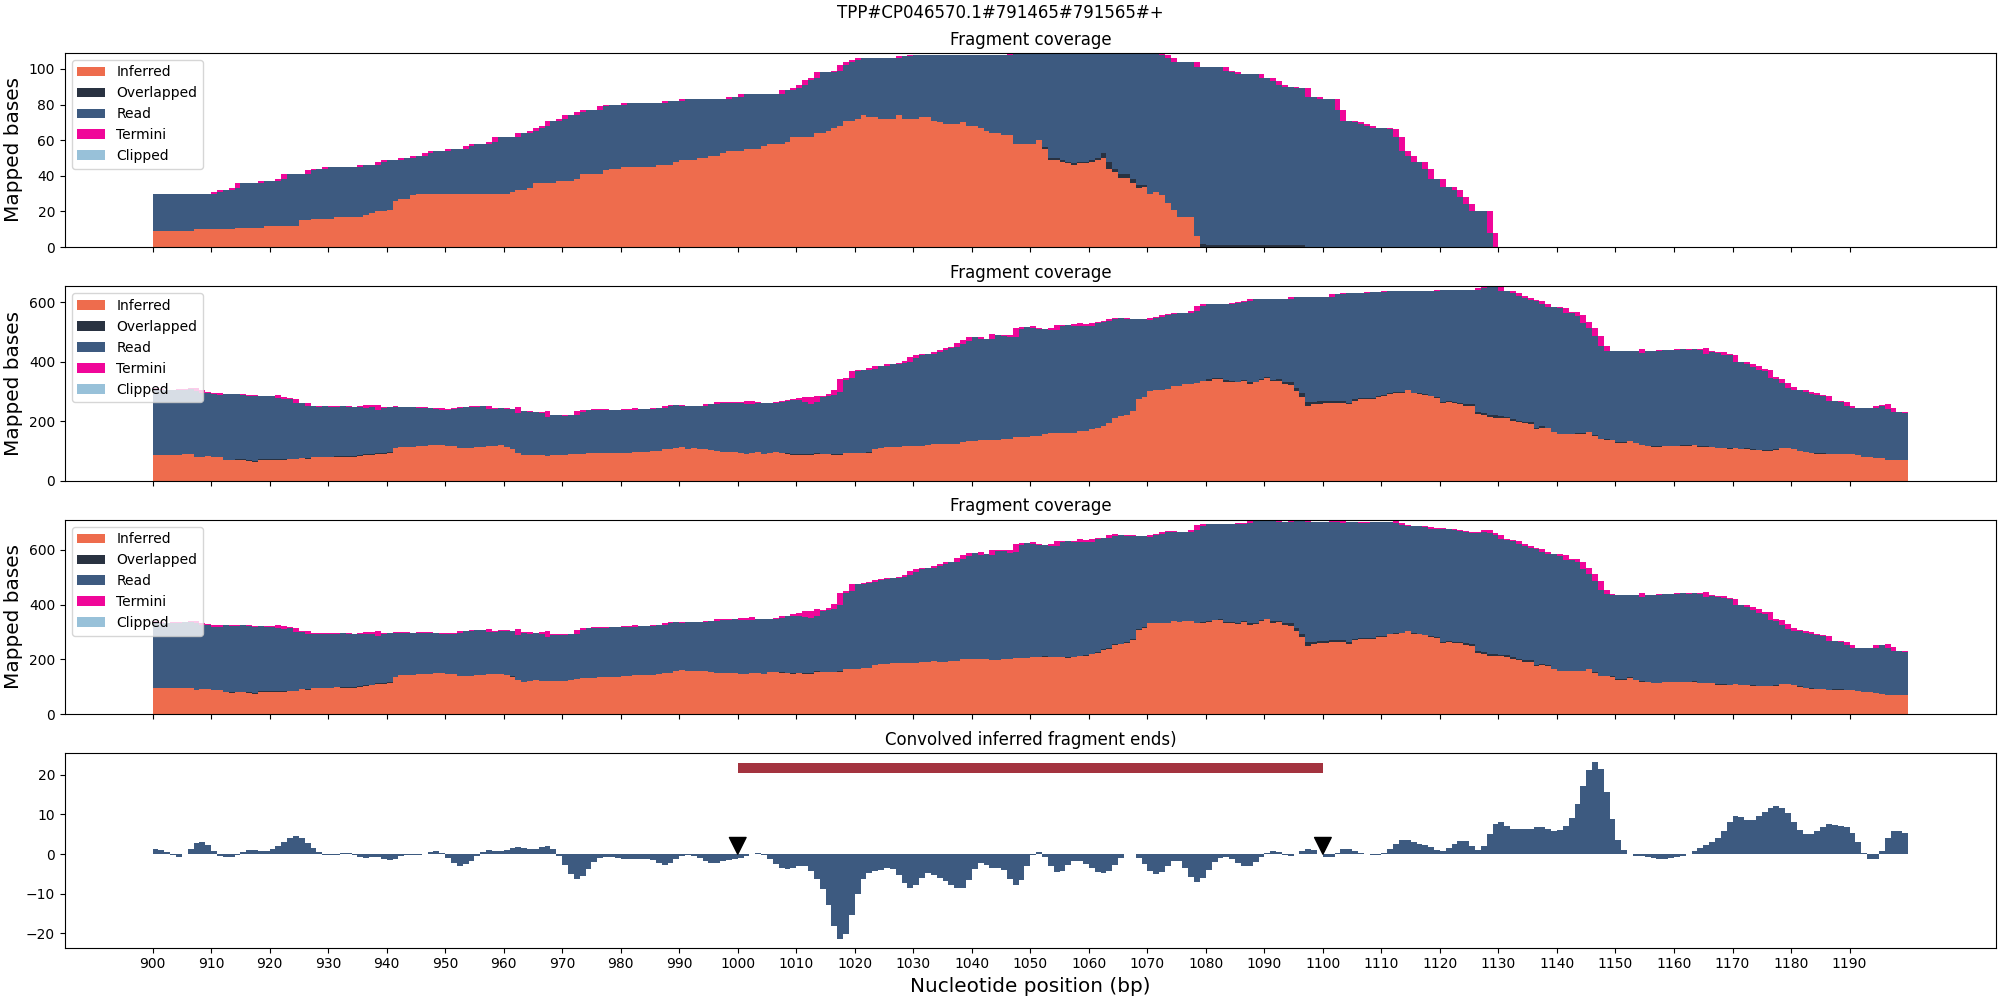 TPP#CP046570.1#791465#791565#+
Fragment coverage
Mapped bases
100
80
60
40
20
0
Inferred
Overlapped
Read
Termini
Clipped
Fragment coverage
Mapped bases
600
400
200
0
Inferred
Overlapped
Read
Termini
Clipped
Fragment coverage
Mapped bases
600
400
200
0
Inferred
Overlapped
Read
Termini
Clipped
Convolved inferred fragment ends)
20
10
0
−10
−20
900 910 920 930 940 950 960 970 980 990 1000 1010 1020 1030 1040 1050 1060 1070 1080 1090 1100 1110 1120 1130 1140 1150 1160 1170 1180 1190
Nucleotide position (bp)